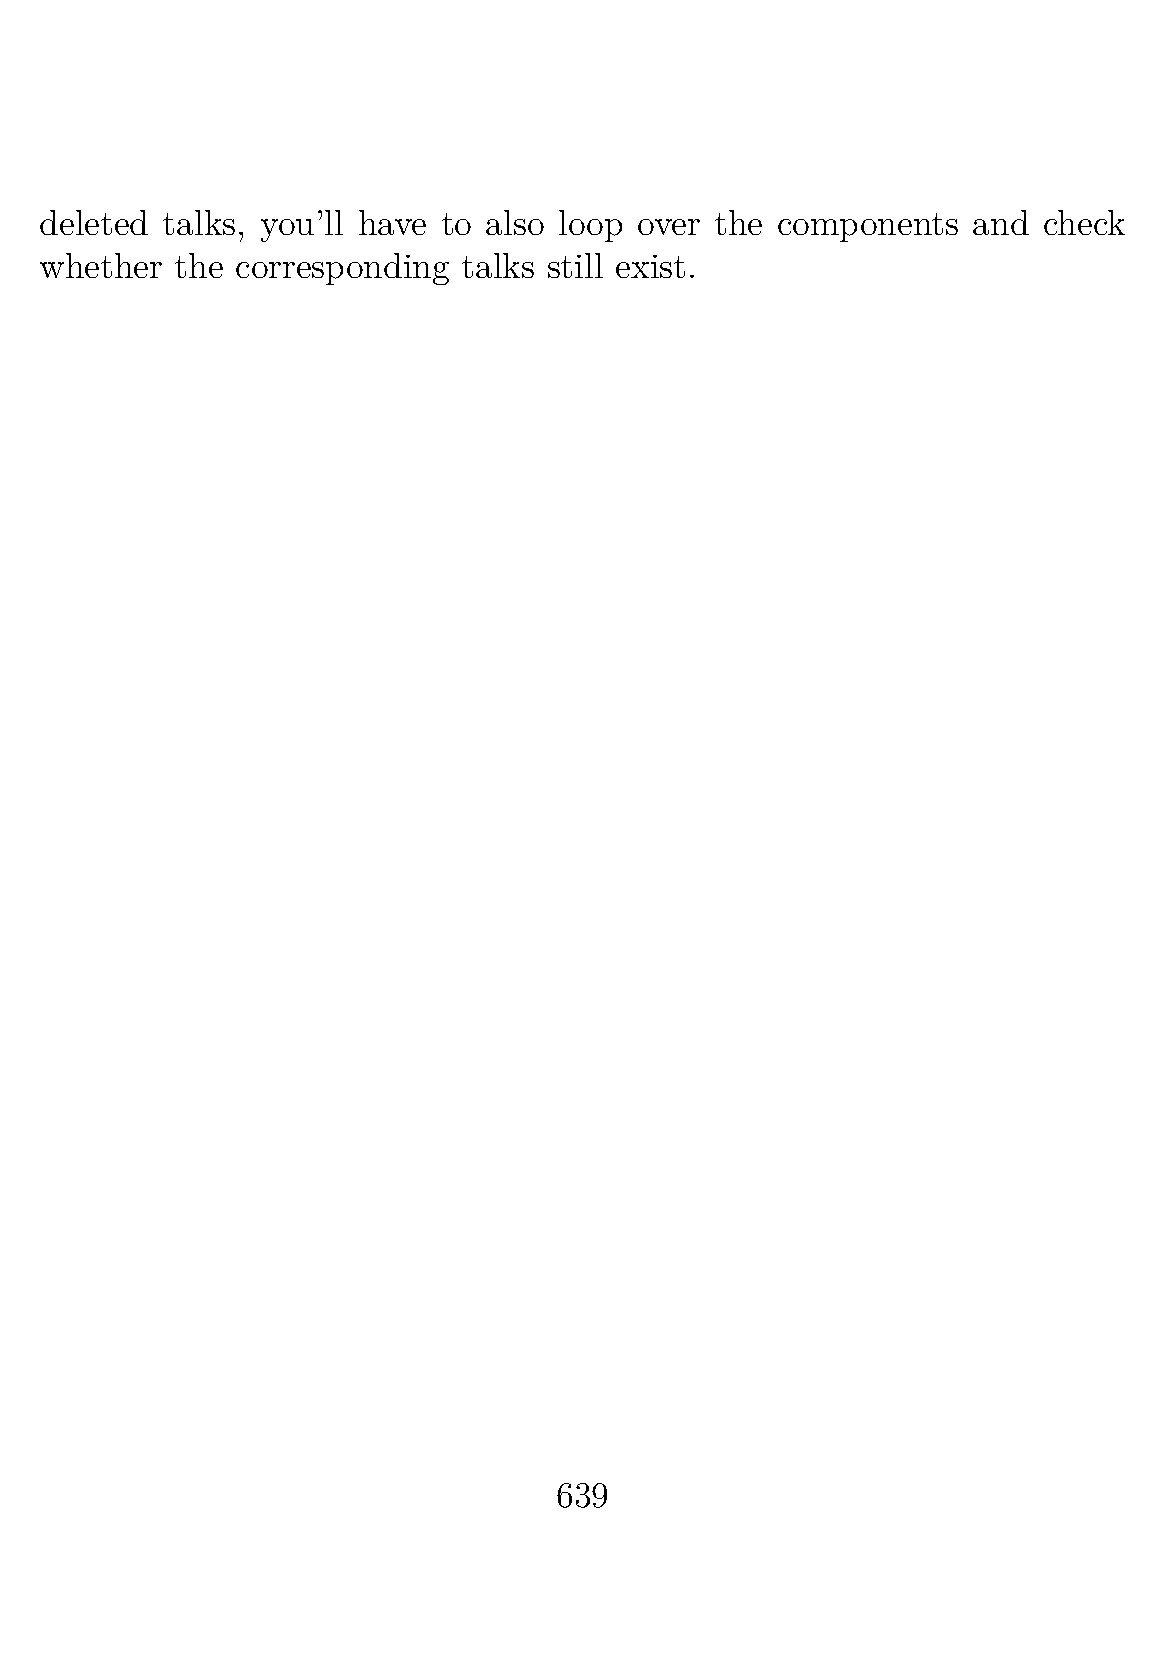 deleted talks, you'll have to also loop over the components and check
whether the corresponding talks still exist.
639